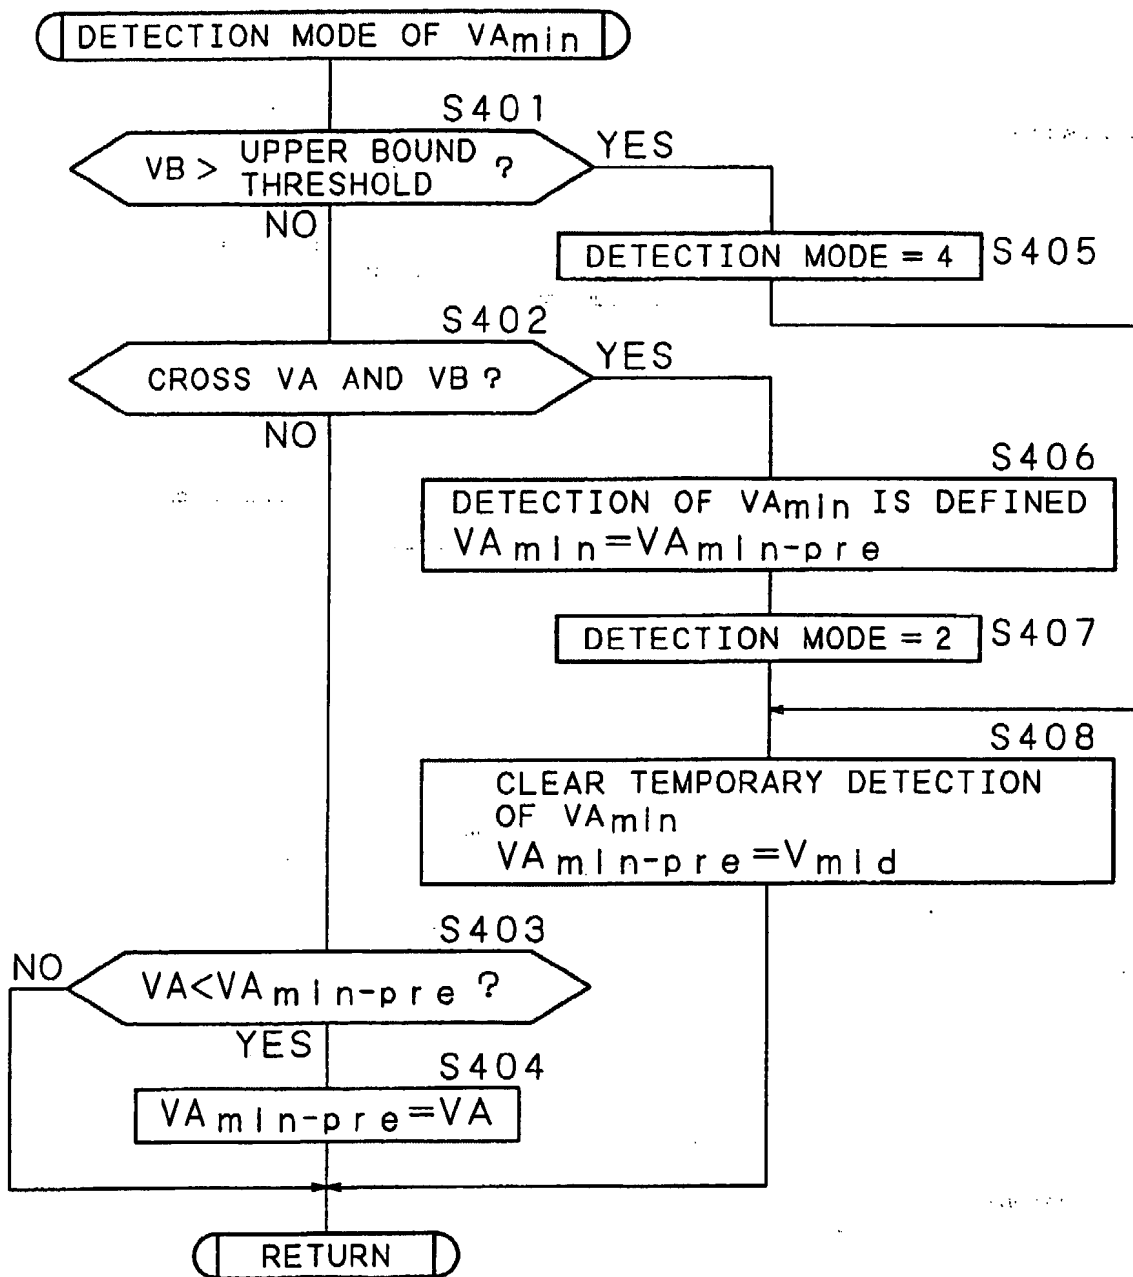 DETECTION MODE OF VAmin
S401
VB > UPPER BOUND THRESHOLD ?
YES
NO
DETECTION MODE = 4
S405
S402
CROSS VA AND VB ?
YES
NO
S406
DETECTION OF VAmin IS DEFINED
VAmin=VAmin-pre
DETECTION MODE = 2
S407
S408
CLEAR TEMPORARY DETECTION
OF VAmin
VAmin-pre=Vmid
S403
NO
VA<VAmin-pre ?
YES
S404
VAmin-pre=VA
RETURN